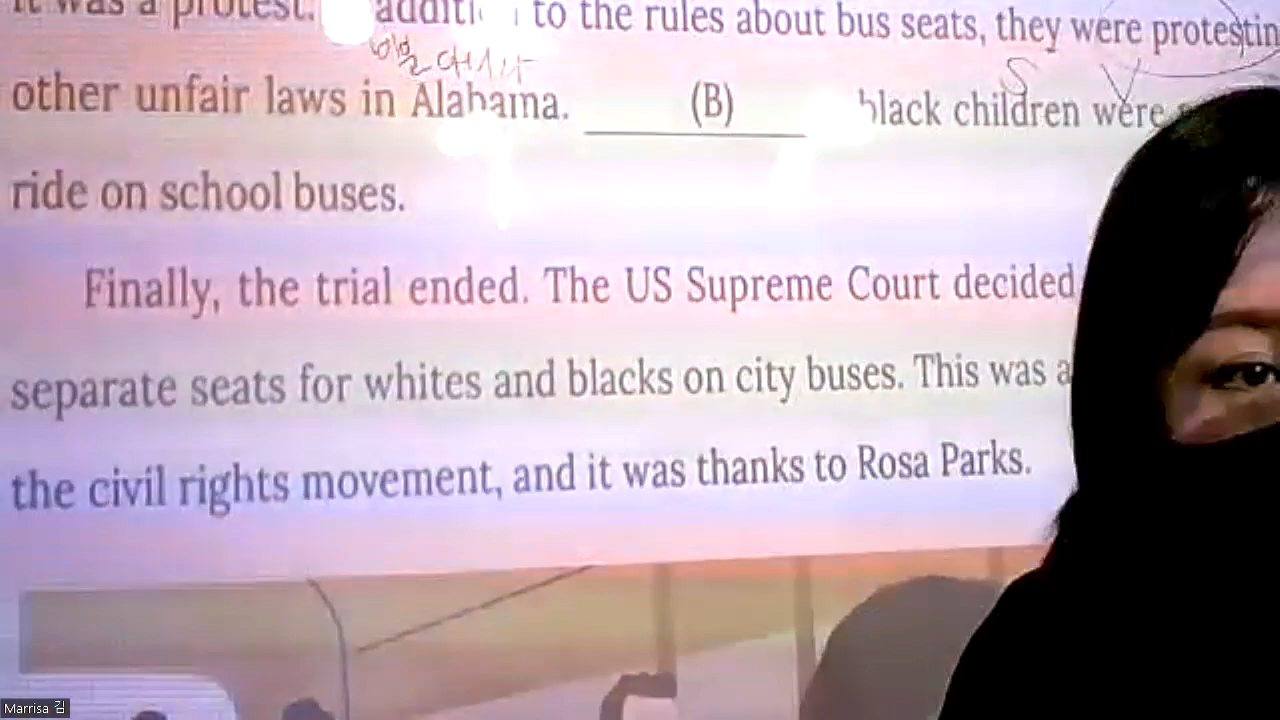 it was a protest. to the rules about bus seats, they were
other unfair laws in Alabama. (B) black children were
ride on school buses.
Finally, the trial ended. The US Supreme Court decided
separate seats for whites and blacks on city buses. This was a
the civil rights movement, and it was thanks to Rosa Parks.
S V
Marrisa 김